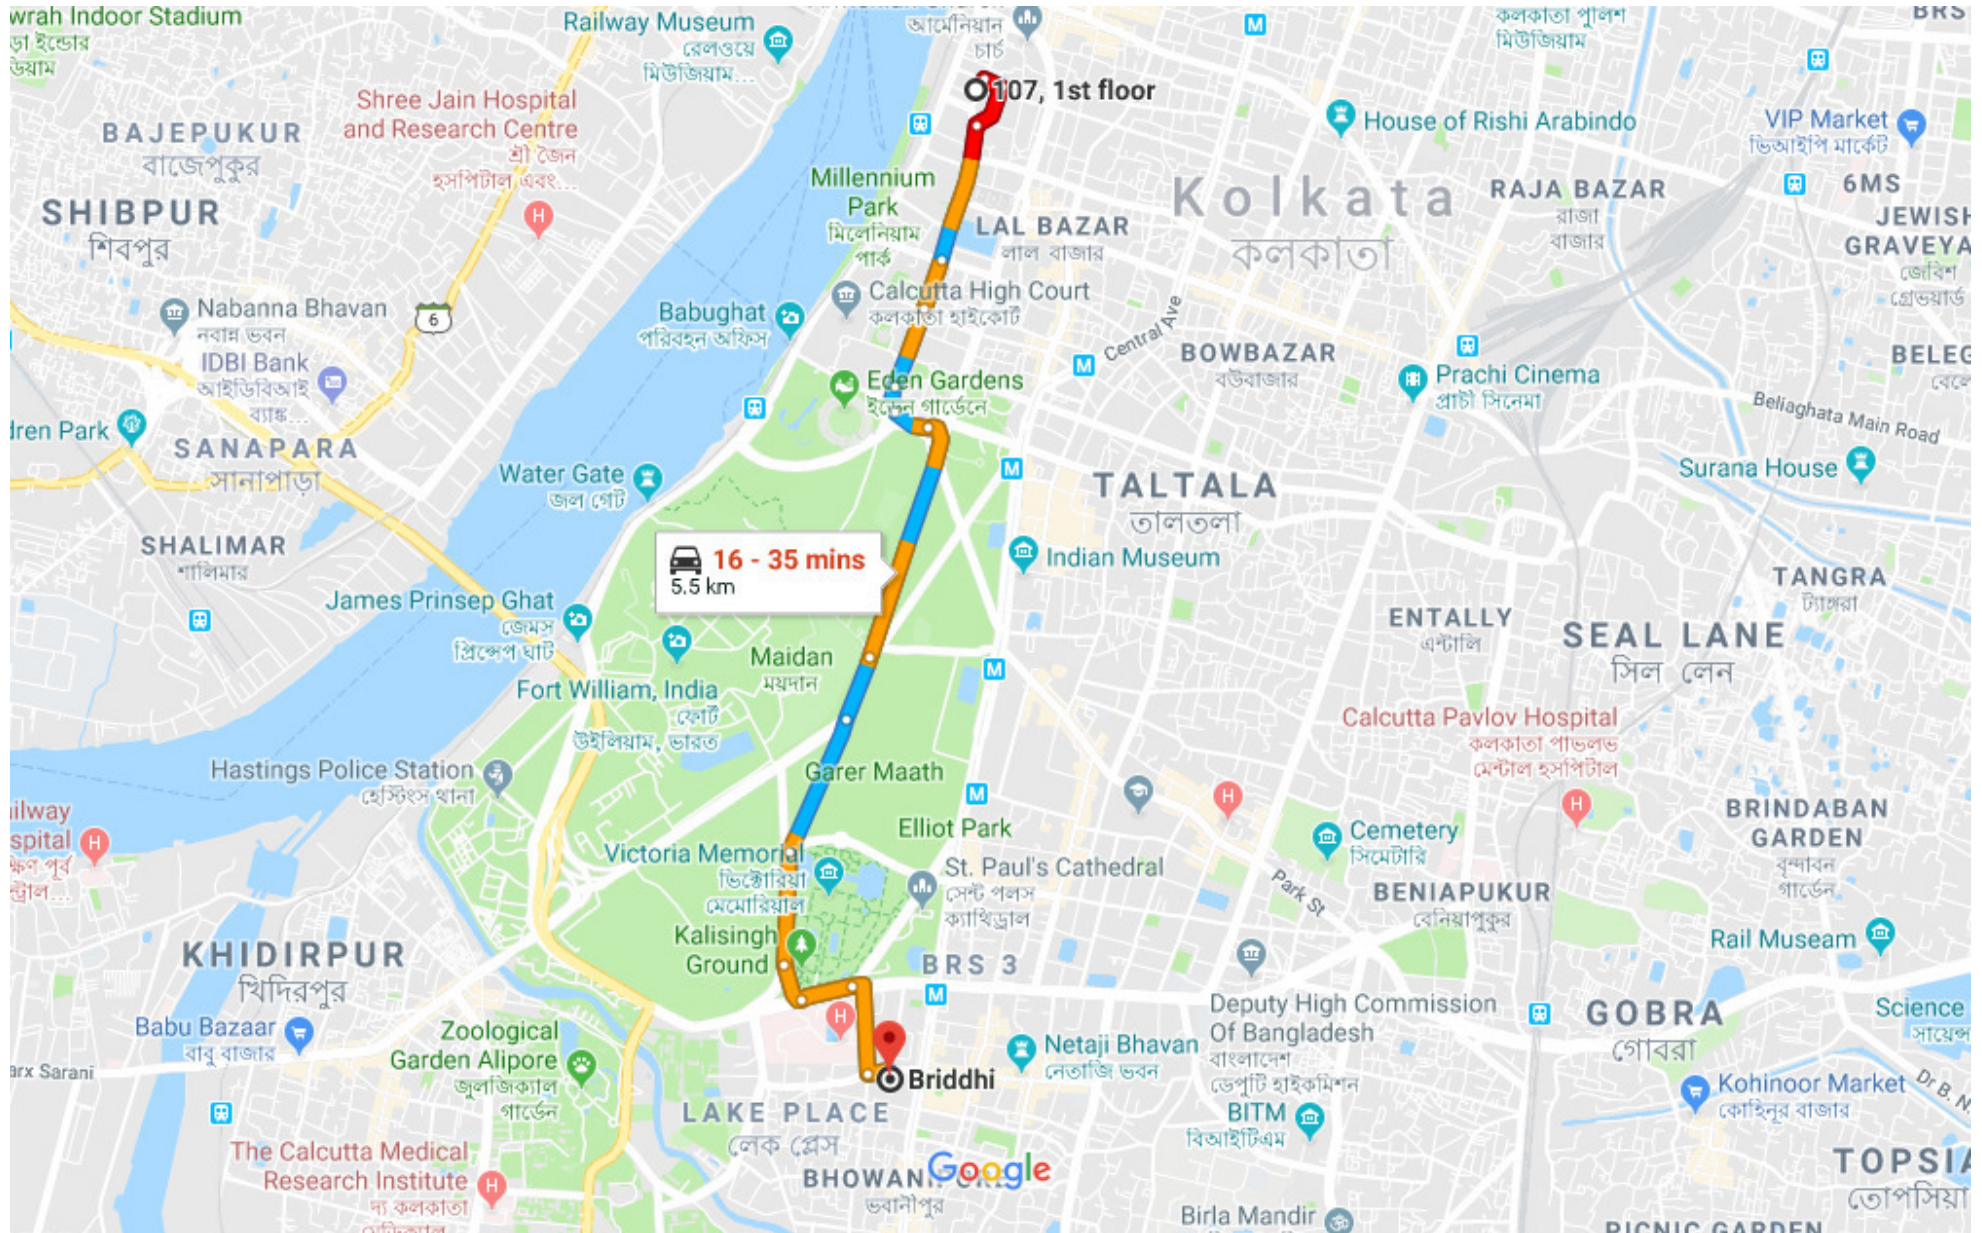 wrah Indoor Stadium
ড়া ইন্ডোর
ডিয়াম
Railway Museum
রেলওয়ে
মিউজিয়াম...
আর্মেনিয়ান
চার্চ
কলকাতা পুলিশ
মিউজিয়াম
BRS
107, 1st floor
Shree Jain Hospital
and Research Centre
শ্রী জৈন
হসপিটাল এবং...
BAJEPUKUR
বাজেপুকুর
House of Rishi Arabindo
VIP Market
ভিআইপি মার্কেট
Millennium
Park
মিলেনিয়াম
পার্ক
Kolkata
কলকাতা
RAJA BAZAR
রাজা
বাজার
6MS
JEWISH
GRAVEYA
জেবিশ
গ্রেভয়ার্ড
SHIBPUR
শিবপুর
LAL BAZAR
লাল বাজার
Nabanna Bhavan
নবান্ন ভবন
6
Babughat
পরিবহন অফিস
Calcutta High Court
কলকাতা হাইকোর্ট
Central Ave
IDBI Bank
আইডিবিআই
ব্যাঙ্ক...
BOWBAZAR
বউবাজার
Prachi Cinema
প্রাচী সিনেমা
BELEG
বেলে
Eden Gardens
ইডেন গার্ডেনে
Beliaghata Main Road
dren Park
SANAPARA
সানাপাড়া
Water Gate
জল গেট
TALTALA
তালতলা
Surana House
SHALIMAR
শালিমার
16 - 35 mins
5.5 km
Indian Museum
TANGRA
ট্যাঙ্গরা
James Prinsep Ghat
জেমস
প্রিন্সেপ ঘাট
ENTALLY
এন্টালি
SEAL LANE
সিল লেন
Maidan
ময়দান
Fort William, India
ফোর্ট
উইলিয়াম, ভারত
Calcutta Pavlov Hospital
কলকাতা পাভলভ
মেন্টাল হসপিটাল
Hastings Police Station
হেস্টিংস থানা
Garer Maath
ailway
spital
Elliot Park
Cemetery
সিমেটারি
BRINDABAN
GARDEN
বৃন্দাবন
গার্ডেন
Victoria Memorial
ভিক্টোরিয়া
মেমোরিয়াল
St. Paul's Cathedral
সেন্ট পলস
ক্যাথিড্রাল
Park St
BENIAPUKUR
বেনিয়াপুকুর
Kalisingh
Ground
BRS 3
Rail Museam
KHIDIRPUR
খিদিরপুর
Deputy High Commission
Of Bangladesh
বাংলাদেশ
ডেপুটি হাইকমিশন
GOBRA
গোবরা
Science
সায়েন্স
Babu Bazaar
বাবু বাজার
Zoological
Garden Alipore
জুলজিক্যাল
গার্ডেন
Netaji Bhavan
নেতাজি ভবন
arx Sarani
Briddhi
Kohinoor Market
কোহিনুর বাজার
Dr B. N.
LAKE PLACE
লেক প্লেস
BITM
বিআইটিএম
The Calcutta Medical
Research Institute
দ্য কলকাতা
Google
ভবানীপুর
TOPSIA
তোপসিয়া
Birla Mandir
PICNIC GARDEN